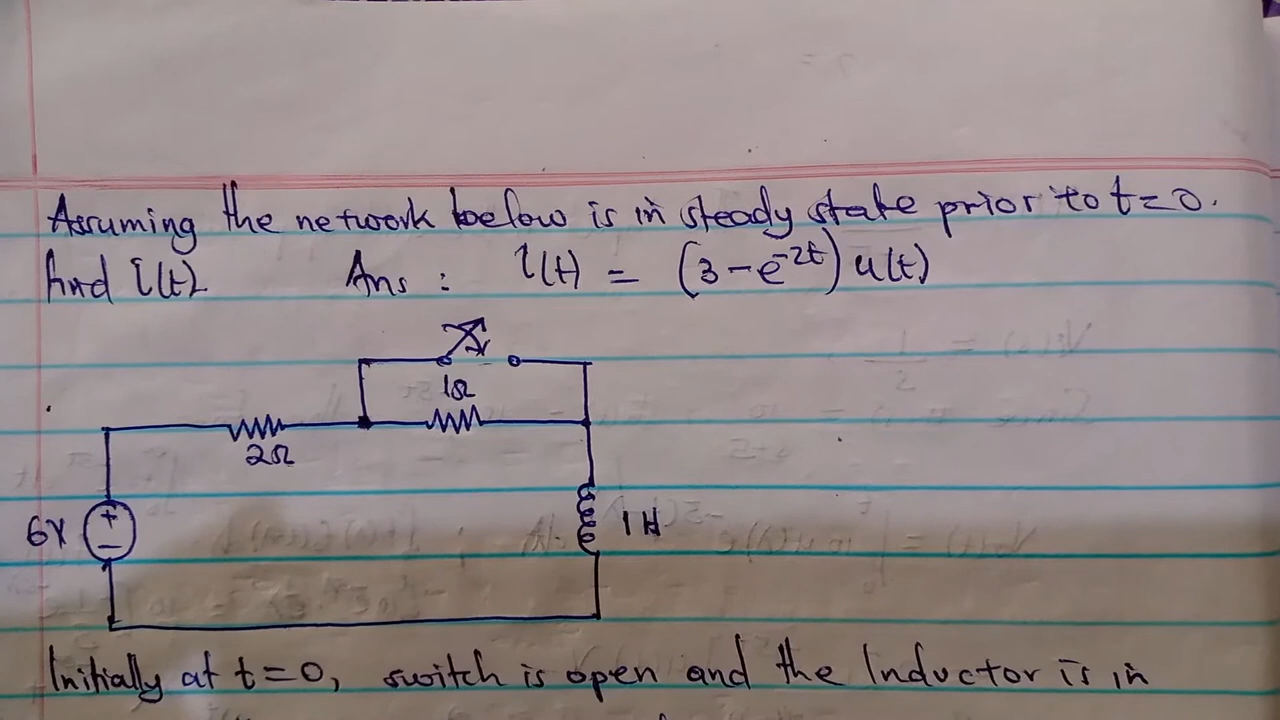 Assuming the network below is in steady state prior to t=0.
find i(t) Ans : i(t) = (3 - e^-2t) u(t)
1Ω
2Ω
6V
+
−
1H
Initially at t=0, switch is open and the Inductor is in